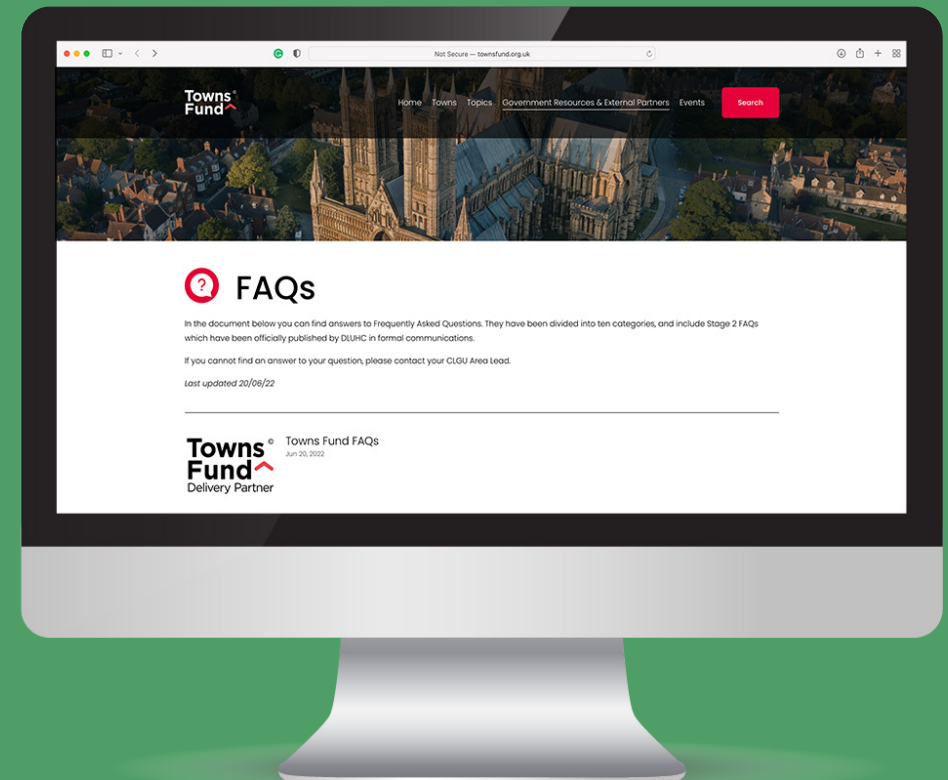 Not Secure — townsfund.org.uk
Towns
Fund
Home Towns Topics Government Resources & External Partners Events Search
? FAQs
In the document below you can find answers to Frequently Asked Questions. They have been divided into ten categories, and include Stage 2 FAQs
which have been officially published by DLUHC in formal communications.
If you cannot find an answer to your question, please contact your CLGU Area Lead.
Last updated 20/06/22
Towns ©
Fund
Delivery Partner
Towns Fund FAQs
Jun 20, 2022